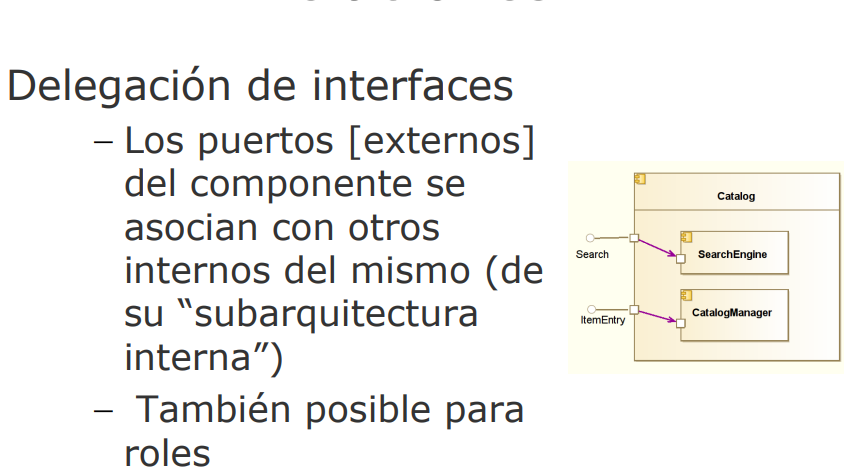 Delegación de interfaces
– Los puertos [externos]
del componente se
asocian con otros
internos del mismo (de
su “subarquitectura
interna”)
– También posible para
roles
Catalog
SearchEngine
Search
CatalogManager
ItemEntry